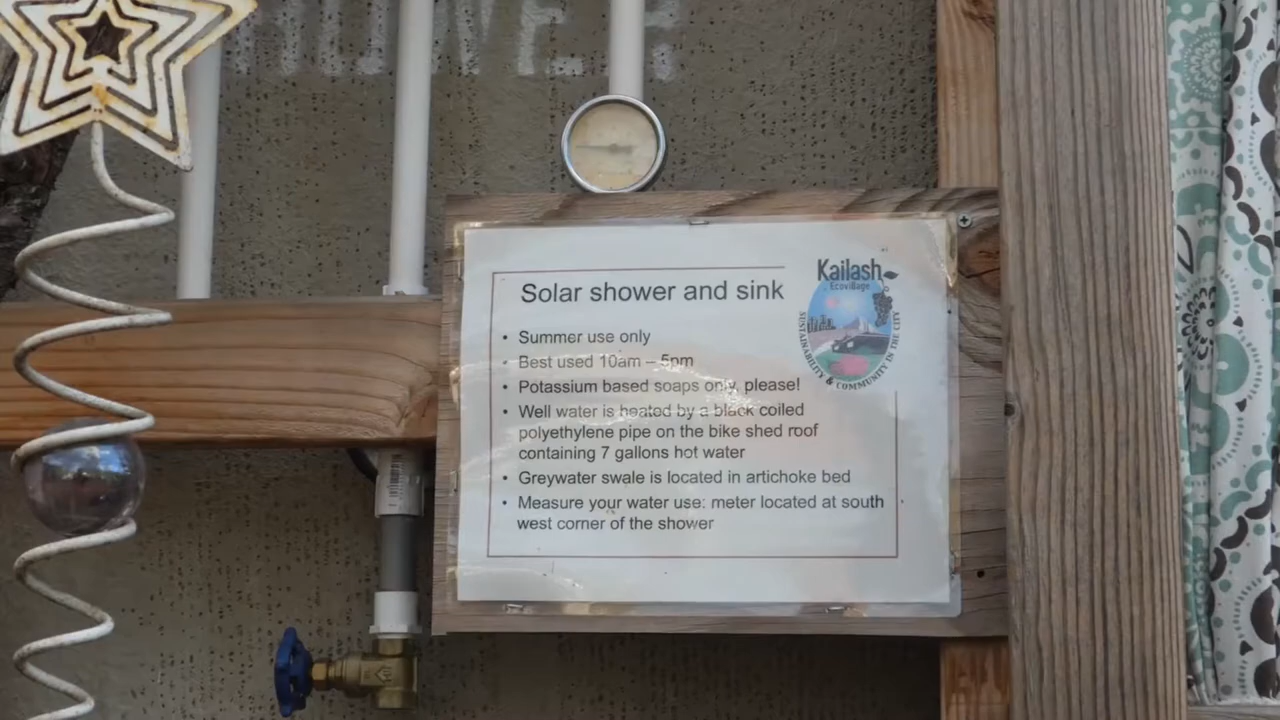 Kailash
Ecovillage
SUSTAINABILITY & COMMUNITY IN THE CITY
Solar shower and sink
• Summer use only
• Best used 10am – 5pm
• Potassium based soaps only, please!
• Well water is heated by a black coiled
polyethylene pipe on the bike shed roof
containing 7 gallons hot water
• Greywater swale is located in artichoke bed
• Measure your water use: meter located at south
west corner of the shower